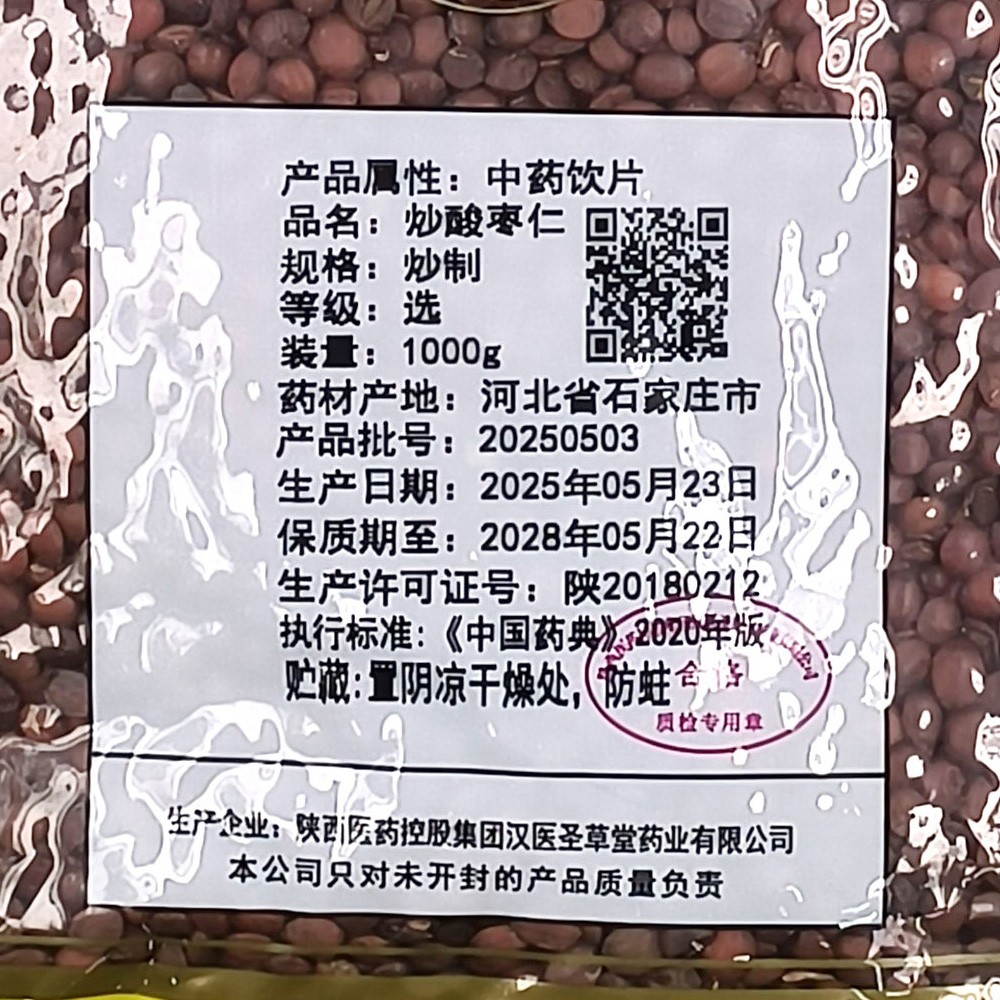 产品属性：中药饮片
品名：炒酸枣仁
规格：炒制
等级：选
装量：1000g
药材产地：河北省石家庄市
产品批号：20250503
生产日期：2025年05月23日
保质期至：2028年05月22日
生产许可证号：陕20180212
执行标准:《中国药典》2020年版
贮藏:置阴凉干燥处，防蛀
合格
质检专用章
生产企业：陕西医药控股集团汉医圣草堂药业有限公司
本公司只对未开封的产品质量负责